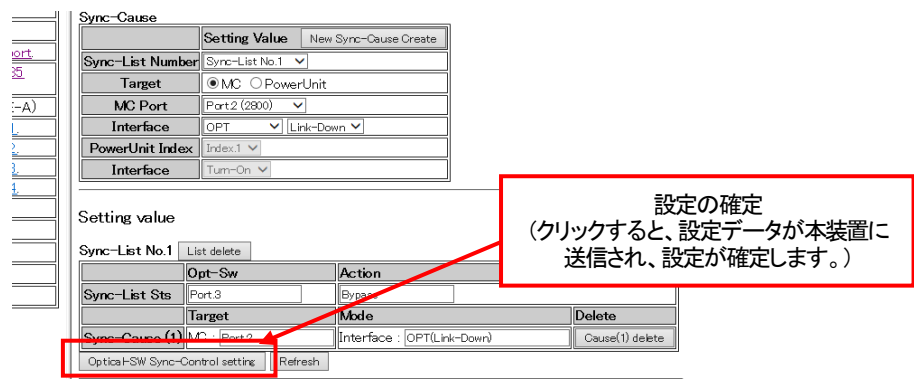 Sync-Cause
Setting Value New Sync-Cause Create
Sync-List Number Sync-List No.1
Target MC PowerUnit
MC Port Port.2 (2800)
Interface OPT Link-Down
PowerUnit Index Index.1
Interface Turn-On
Setting value
Sync-List No.1 List delete
Opt-Sw Action
Sync-List Sts Port.3
Target Mode Delete
Sync-Cause (1) MC : Port.2 Interface : OPT(Link-Down) Cause(1) delete
Optical-SW Sync-Control setting Refresh
設定の確定
(クリックすると、設定データが本装置に
送信され、設定が確定します。)
-A)